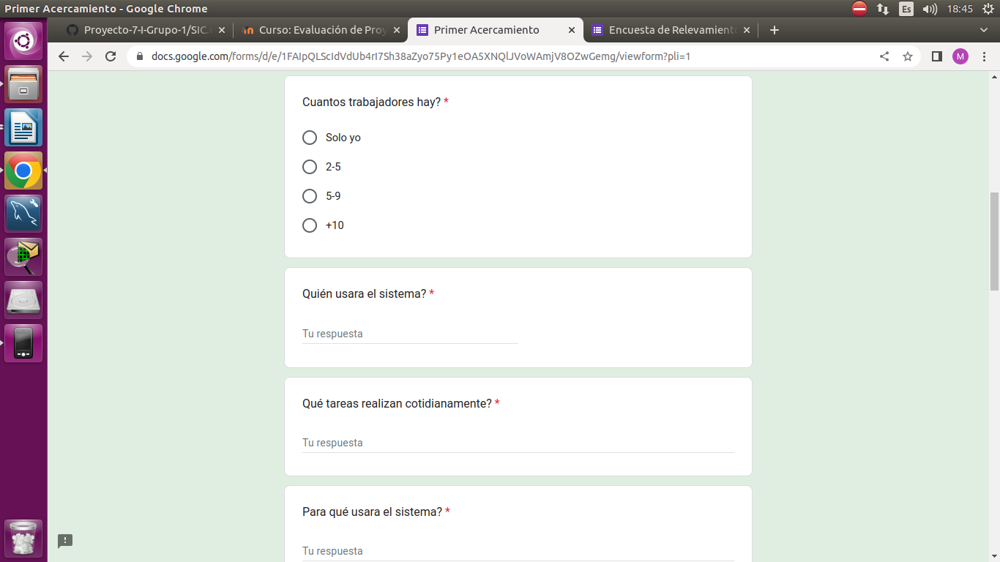 Primer Acercamiento - Google Chrome
Es
18:45
Proyecto-7-I-Grupo-1/SIC.
Curso: Evaluación de Proy
Primer Acercamiento
Encuesta de Relevamient
docs.google.com/forms/d/e/1FAIpQLScIdVdUb4rI7Sh38aZyo75Py1eOA5XNQlJVoWAmjV8OZwGemg/viewform?pli=1
M
Cuantos trabajadores hay? *
Solo yo
2-5
5-9
+10
Quién usara el sistema? *
Tu respuesta
Qué tareas realizan cotidianamente? *
Tu respuesta
Para qué usara el sistema? *
Tu respuesta